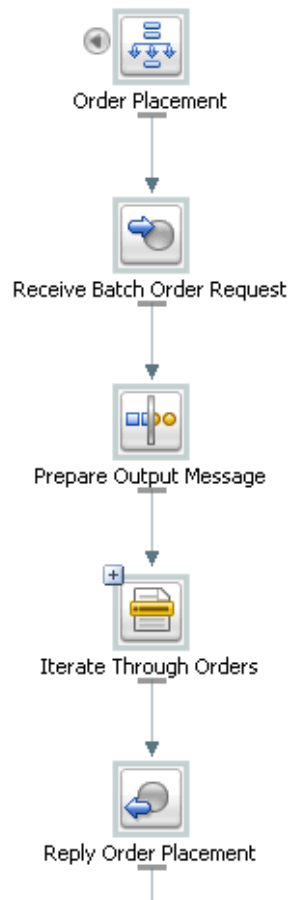 Order Placement
Receive Batch Order Request
Prepare Output Message
Iterate Through Orders
Reply Order Placement